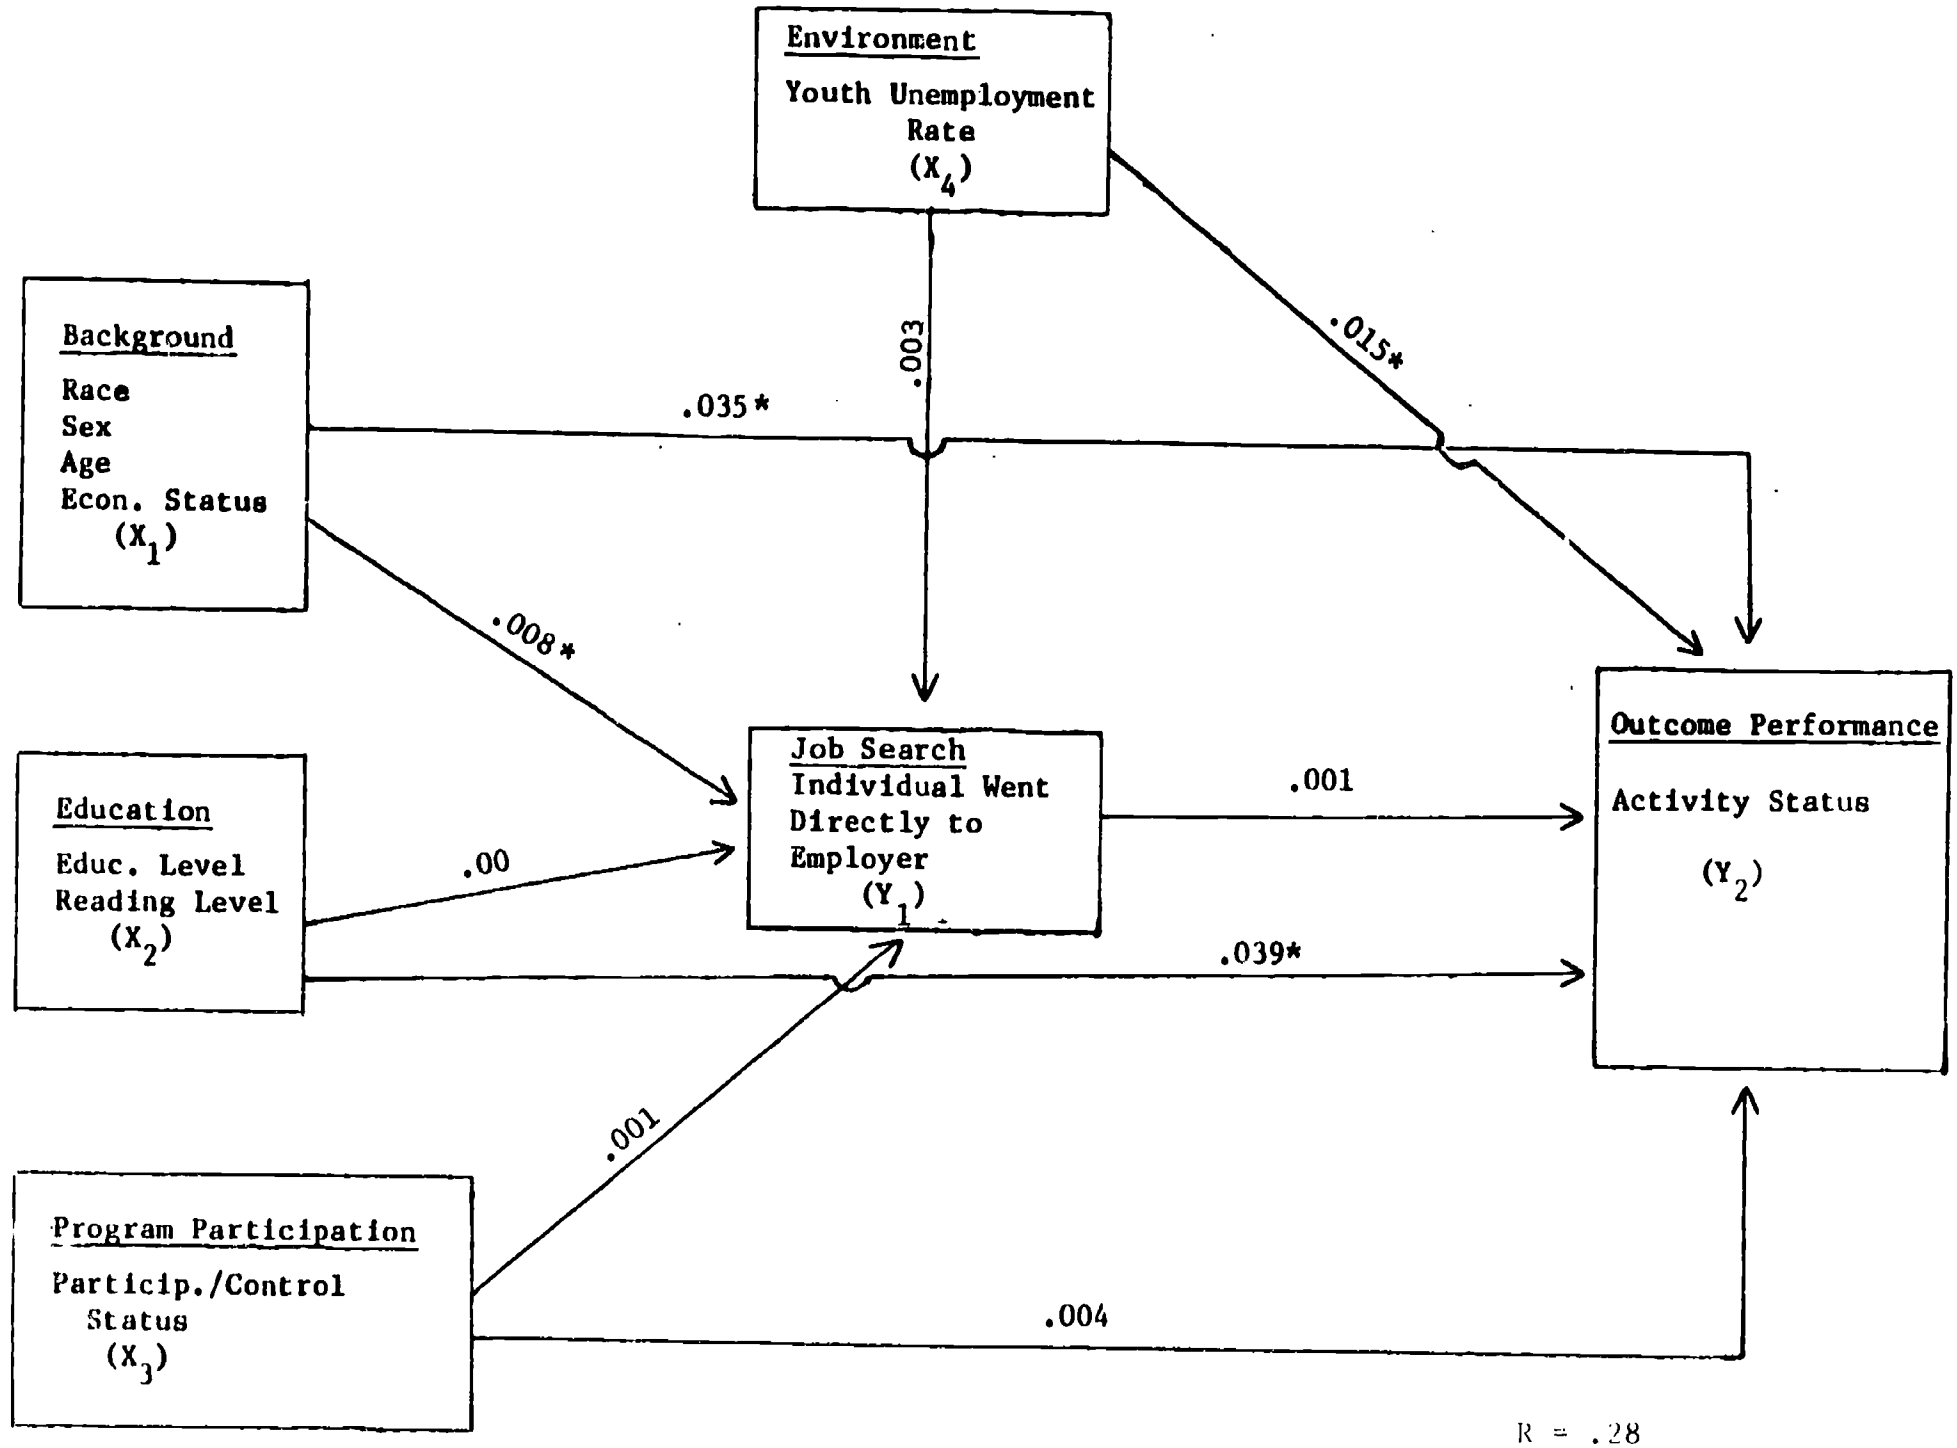 Environment
Youth Unemployment
Rate
(X4)
.003
.015*
Background
Race
Sex
Age
Econ. Status
(X1)
.035*
.008*
Education
Educ. Level
Reading Level
(X2)
.00
Job Search
Individual Went
Directly to
Employer
(Y1)
.001
.039*
Outcome Performance
Activity Status
(Y2)
.001
Program Participation
Particip./Control
Status
(X3)
.004
R = .28